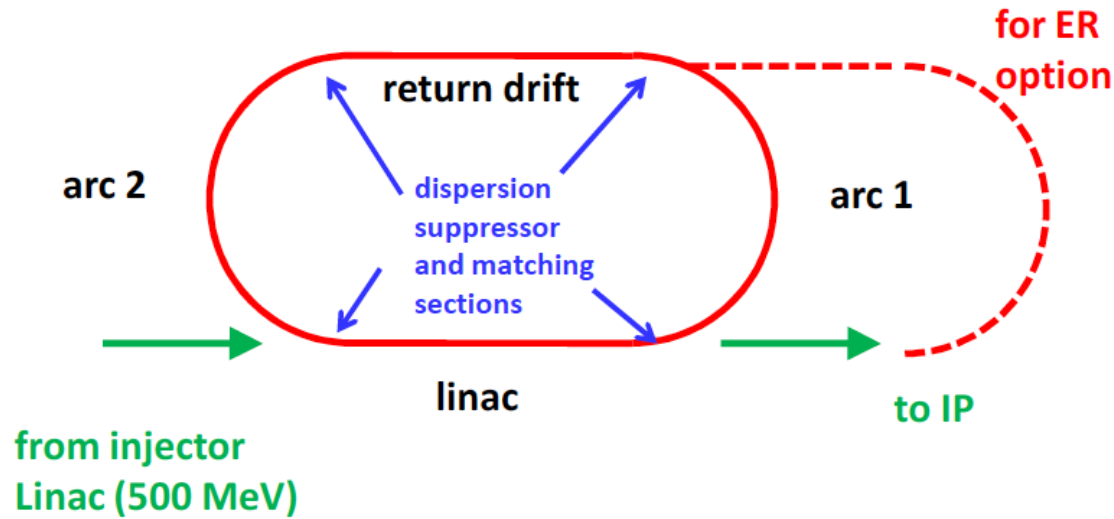 for ER
option
return drift
arc 2
dispersion
suppressor
and matching
sections
arc 1
linac
to IP
from injector
Linac (500 MeV)